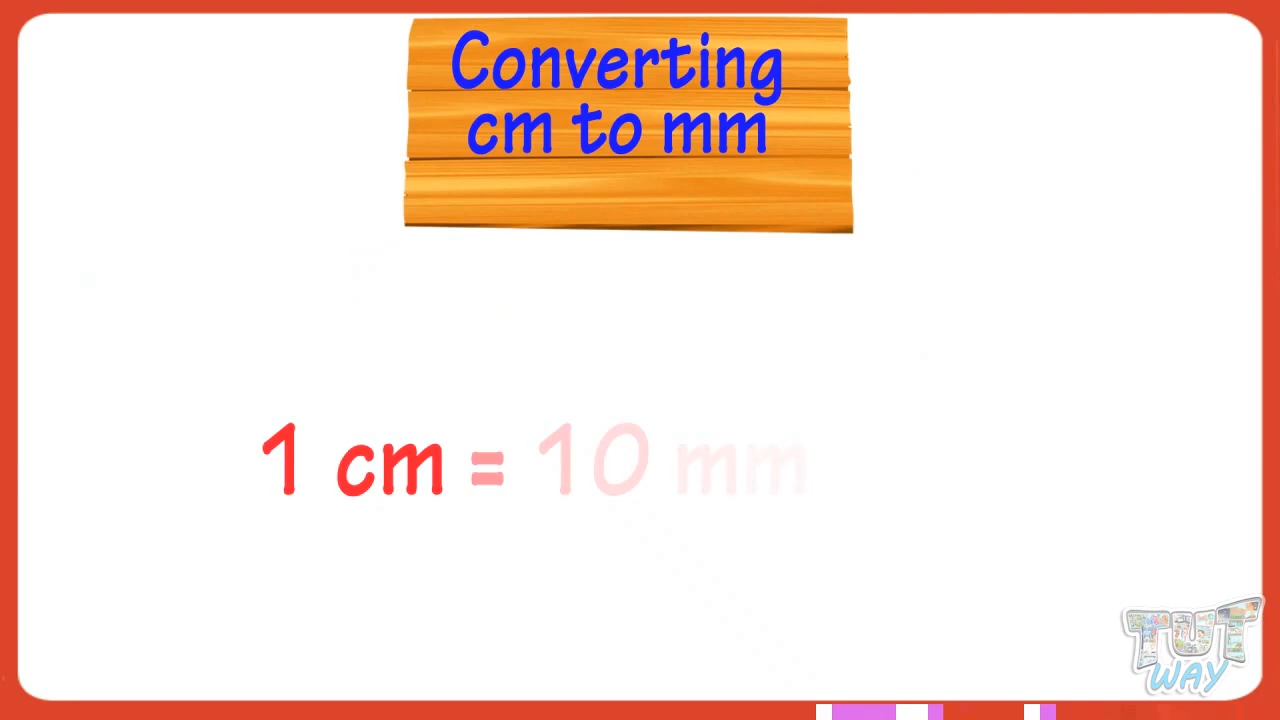 Converting
cm to mm
1 cm = 10 mm
TUT
WAY